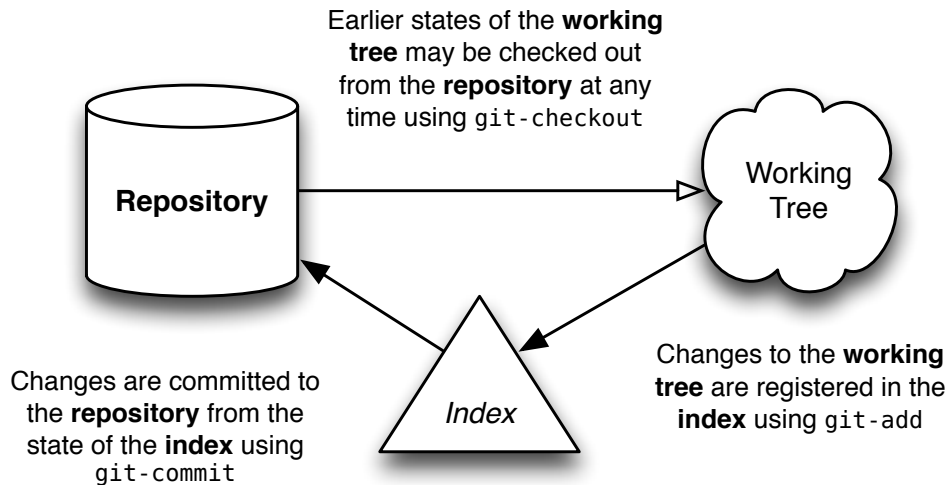 Earlier states of the working
tree may be checked out
from the repository at any
time using git-checkout
Repository
Working
Tree
Index
Changes are committed to
the repository from the
state of the index using
git-commit
Changes to the working
tree are registered in the
index using git-add